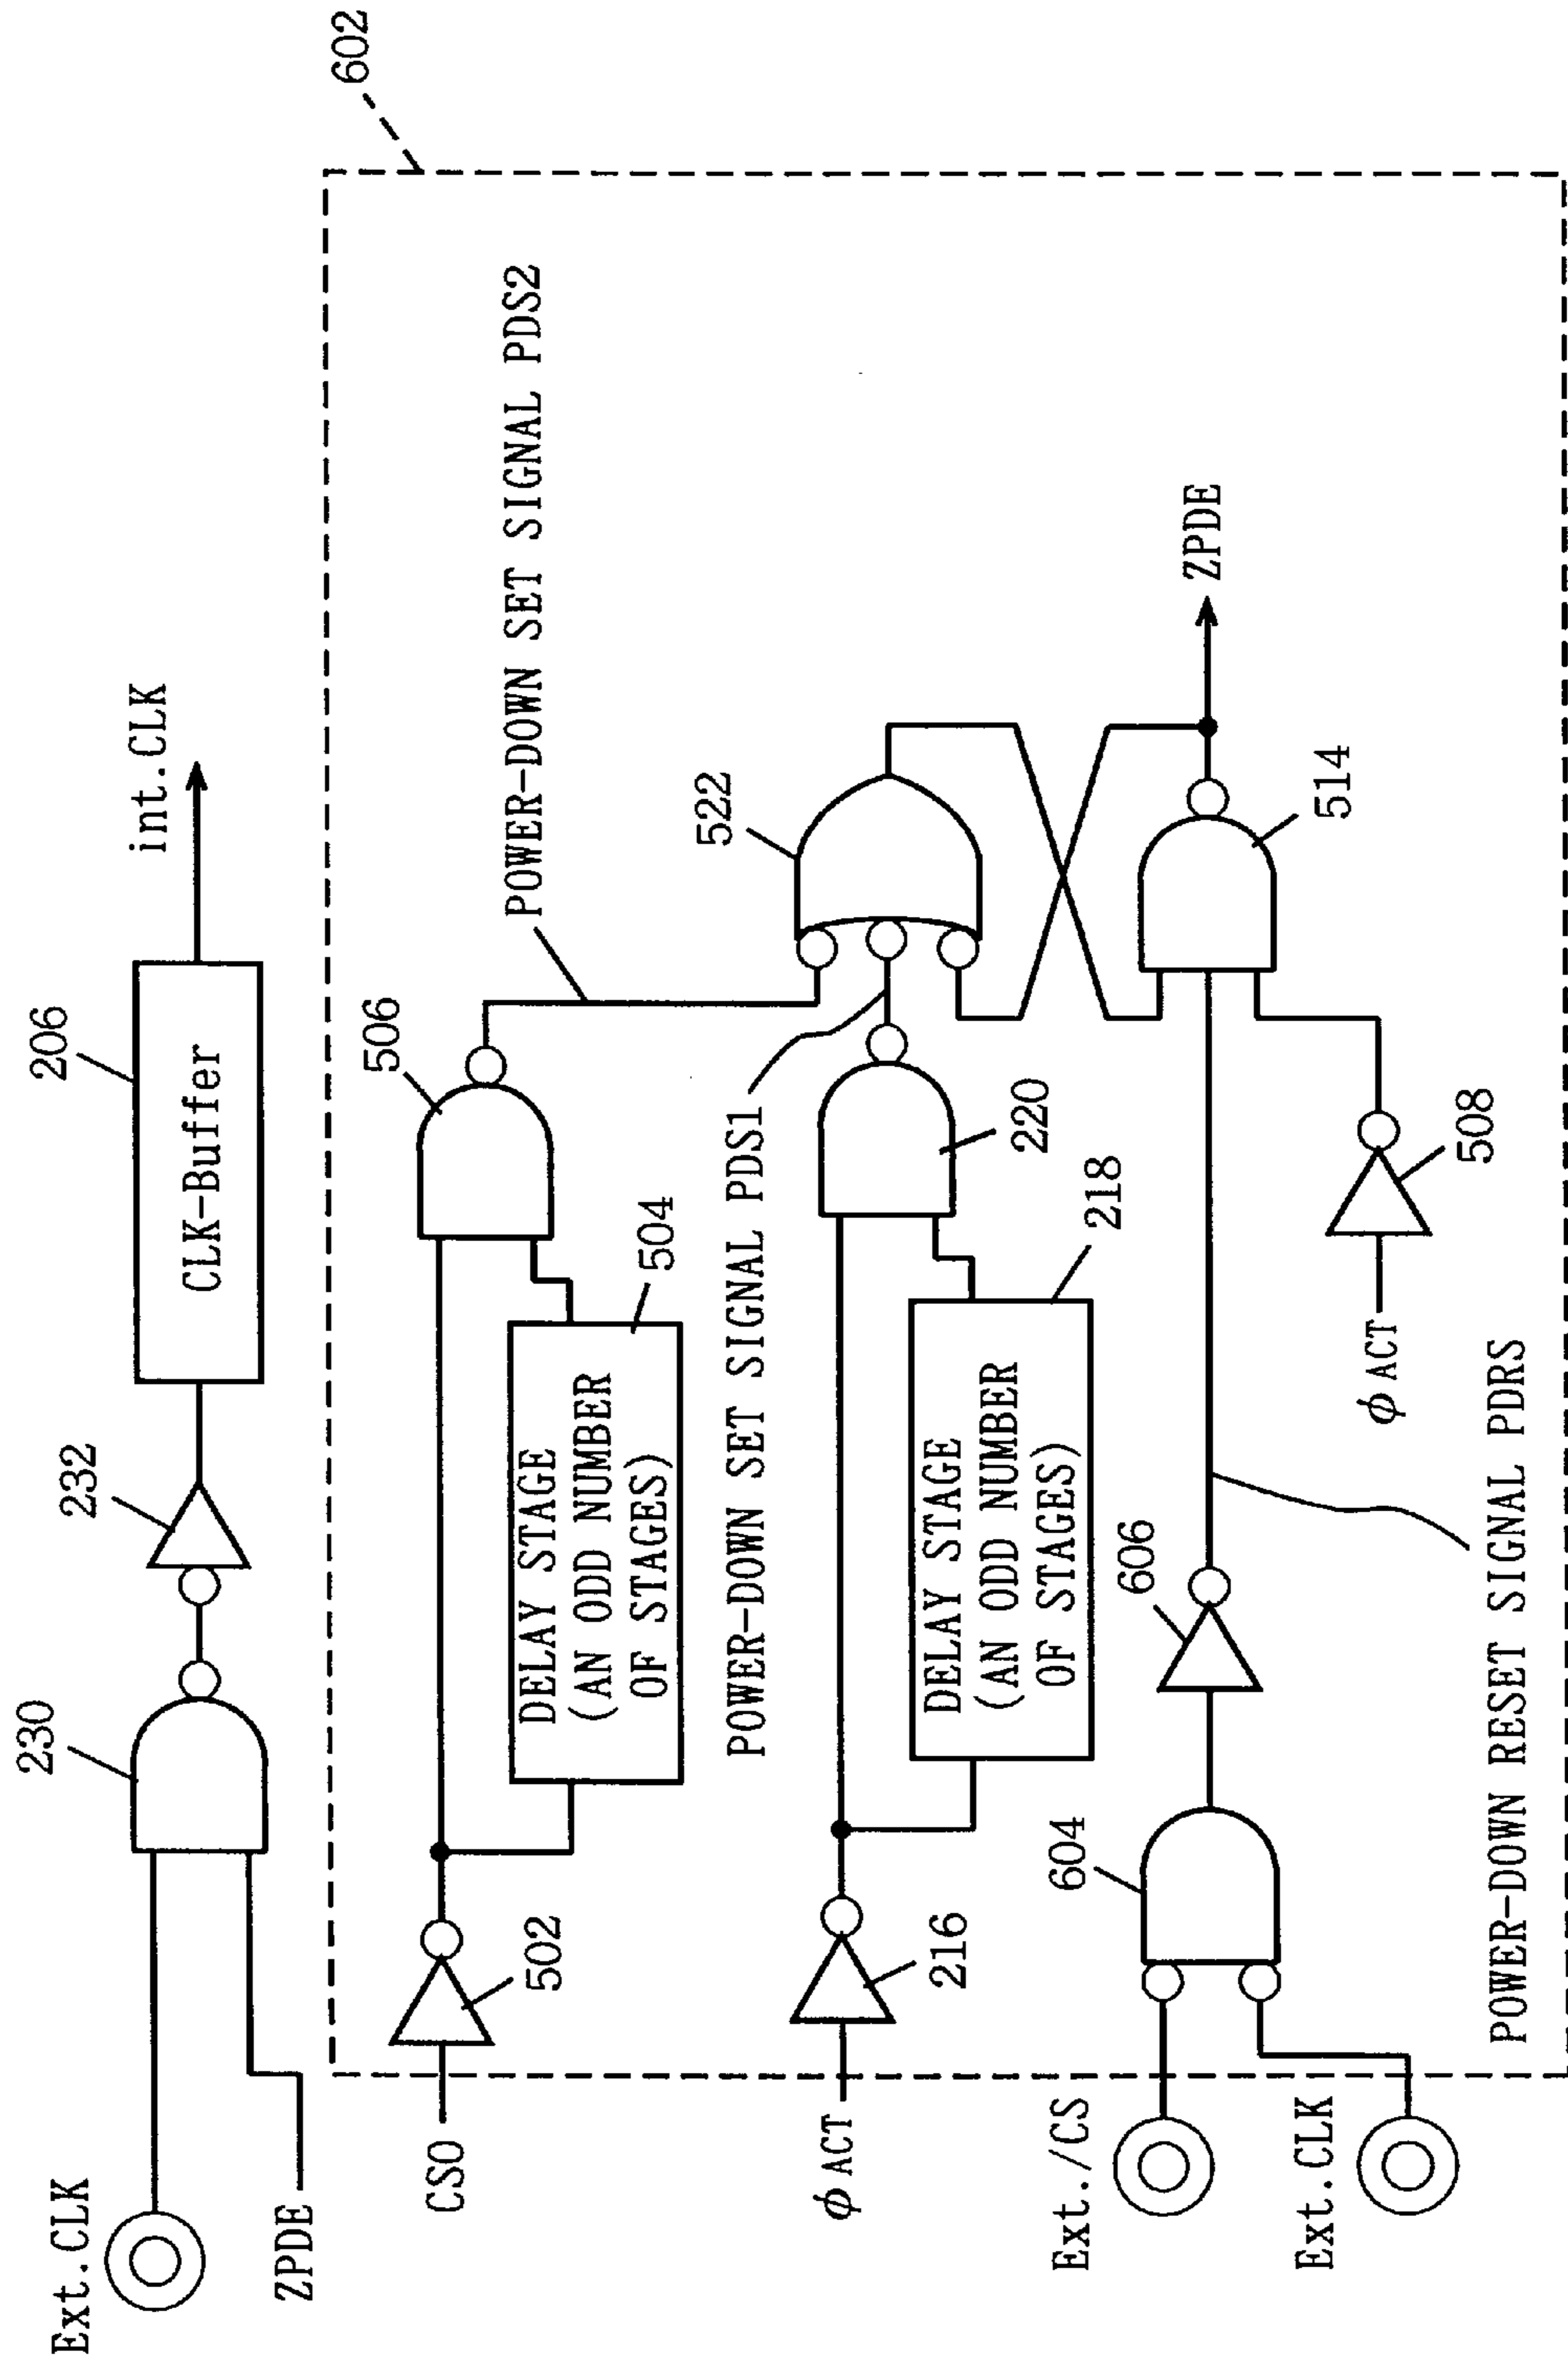 Ext.CLK
230
232
206
CLK-Buffer
int.CLK
ZPDE
602
CS0
502
DELAY STAGE
(AN ODD NUMBER
OF STAGES)
504
506
POWER-DOWN SET SIGNAL PDS2
POWER-DOWN SET SIGNAL PDS1
522
φ ACT
216
DELAY STAGE
(AN ODD NUMBER
OF STAGES)
218
220
ZPDE
Ext./CS
604
606
514
Ext.CLK
φ ACT
508
POWER-DOWN RESET SIGNAL PDRS